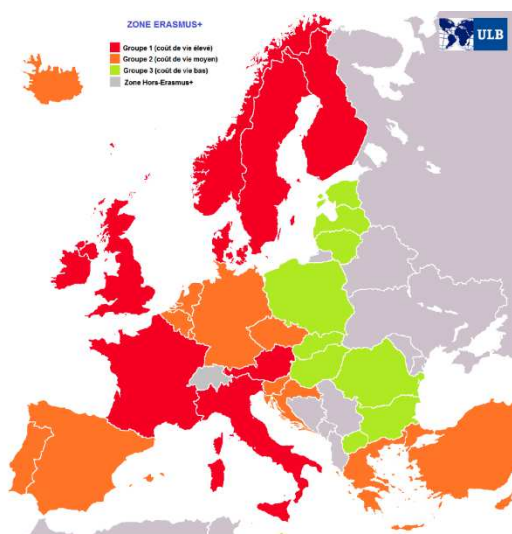 ZONE ERASMUS+
Groupe 1 (coût de vie élevé)
Groupe 2 (coût de vie moyen)
Groupe 3 (coût de vie bas)
Zone Hors-Erasmus+
ULB